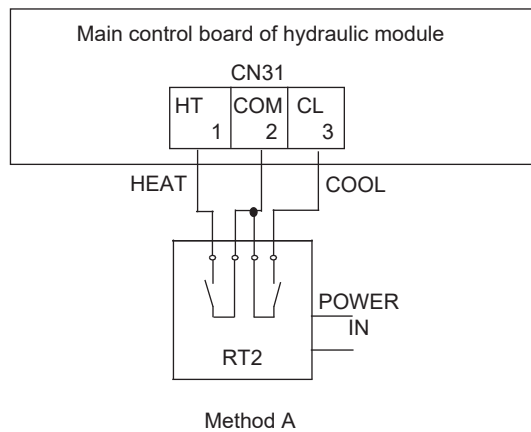 Main control board of hydraulic module
CN31
HT COM CL
1 2 3
HEAT COOL
POWER
IN
RT2
Method A